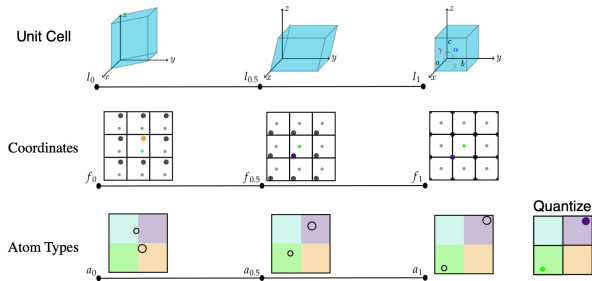 Unit Cell
z
y
x
z
y
x
z
y
x
γ
c
α
a
β
b
l0
l0.5
l1
Coordinates
f0
f0.5
f1
Quantize
Atom Types
a0
a0.5
a1